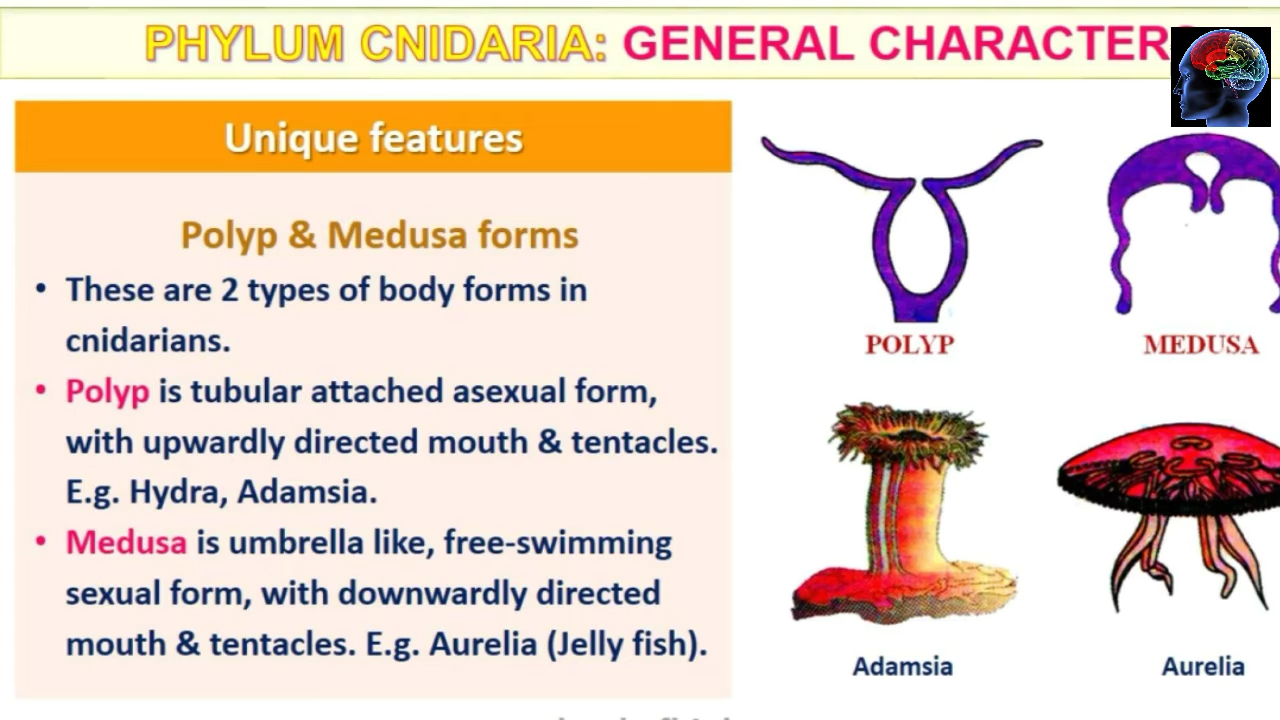 PHYLUM CNIDARIA: GENERAL CHARACTER
Unique features
Polyp & Medusa forms
• These are 2 types of body forms in
cnidarians.
• Polyp is tubular attached asexual form,
with upwardly directed mouth & tentacles.
E.g. Hydra, Adamsia.
• Medusa is umbrella like, free-swimming
sexual form, with downwardly directed
mouth & tentacles. E.g. Aurelia (Jelly fish).
POLYP
MEDUSA
Adamsia
Aurelia